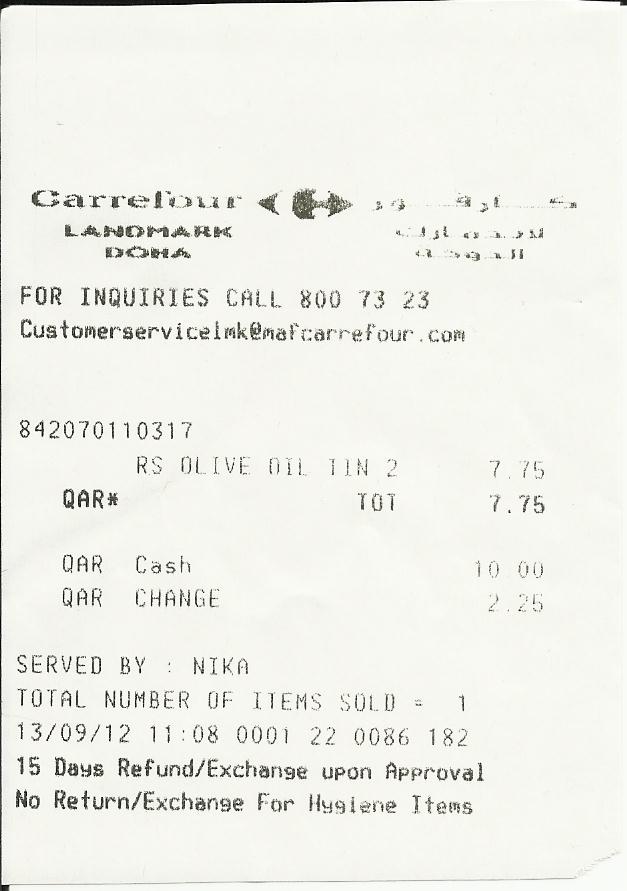 Carrefour كارفور
LANDMARK لاندمارك
DOHA الدوحة
FOR INQUIRIES CALL 800 73 23
Customerservicelmk@mafcarrefour.com
842070110317
RS OLIVE OIL TIN 2 7.75
QAR* TOT 7.75
QAR Cash 10.00
QAR CHANGE 2.25
SERVED BY : NIKA
TOTAL NUMBER OF ITEMS SOLD = 1
13/09/12 11:08 0001 22 0086 182
15 Days Refund/Exchange upon Approval
No Return/Exchange For Hygiene Items